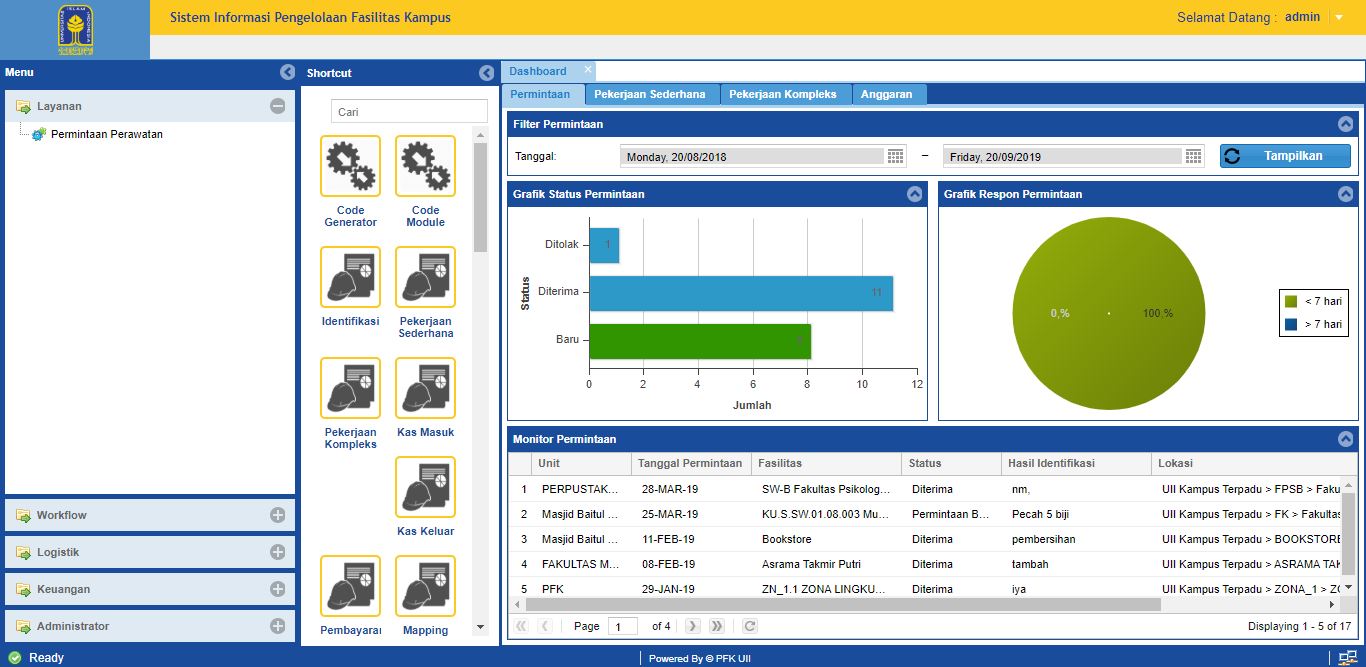 Sistem Informasi Pengelolaan Fasilitas Kampus
Selamat Datang : admin
Menu
Layanan
Permintaan Perawatan
Workflow
Logistik
Keuangan
Administrator
Ready
Shortcut
Cari
Code Generator
Code Module
Identifikasi
Pekerjaan Sederhana
Pekerjaan Kompleks
Kas Masuk
Kas Keluar
Pembayaran
Mapping
Dashboard
Permintaan Pekerjaan Sederhana Pekerjaan Kompleks Anggaran
Filter Permintaan
Tanggal: Monday, 20/08/2018 – Friday, 20/09/2019 Tampilkan
Grafik Status Permintaan
Status
Ditolak 1
Diterima 11
Baru
0 2 4 6 8 10 12
Jumlah
Grafik Respon Permintaan
0,% 100,%
< 7 hari
> 7 hari
Monitor Permintaan
Unit Tanggal Permintaan Fasilitas Status Hasil Identifikasi Lokasi
1 PERPUSTAK... 28-MAR-19 SW-B Fakultas Psikolog... Diterima nm, UII Kampus Terpadu > FPSB > Faku
2 Masjid Baitul ... 25-MAR-19 KU.S.SW.01.08.003 Mu... Permintaan B... Pecah 5 biji UII Kampus Terpadu > FK > Fakultas
3 Masjid Baitul ... 11-FEB-19 Bookstore Diterima pembersihan UII Kampus Terpadu > BOOKSTORE
4 FAKULTAS M... 08-FEB-19 Asrama Takmir Putri Diterima tambah UII Kampus Terpadu > ASRAMA TAK
5 PFK 29-JAN-19 ZN_1.1 ZONA LINGKU... Diterima iya UII Kampus Terpadu > ZONA_1 > ZO
Page 1 of 4 Displaying 1 - 5 of 17
Powered By © PFK UII